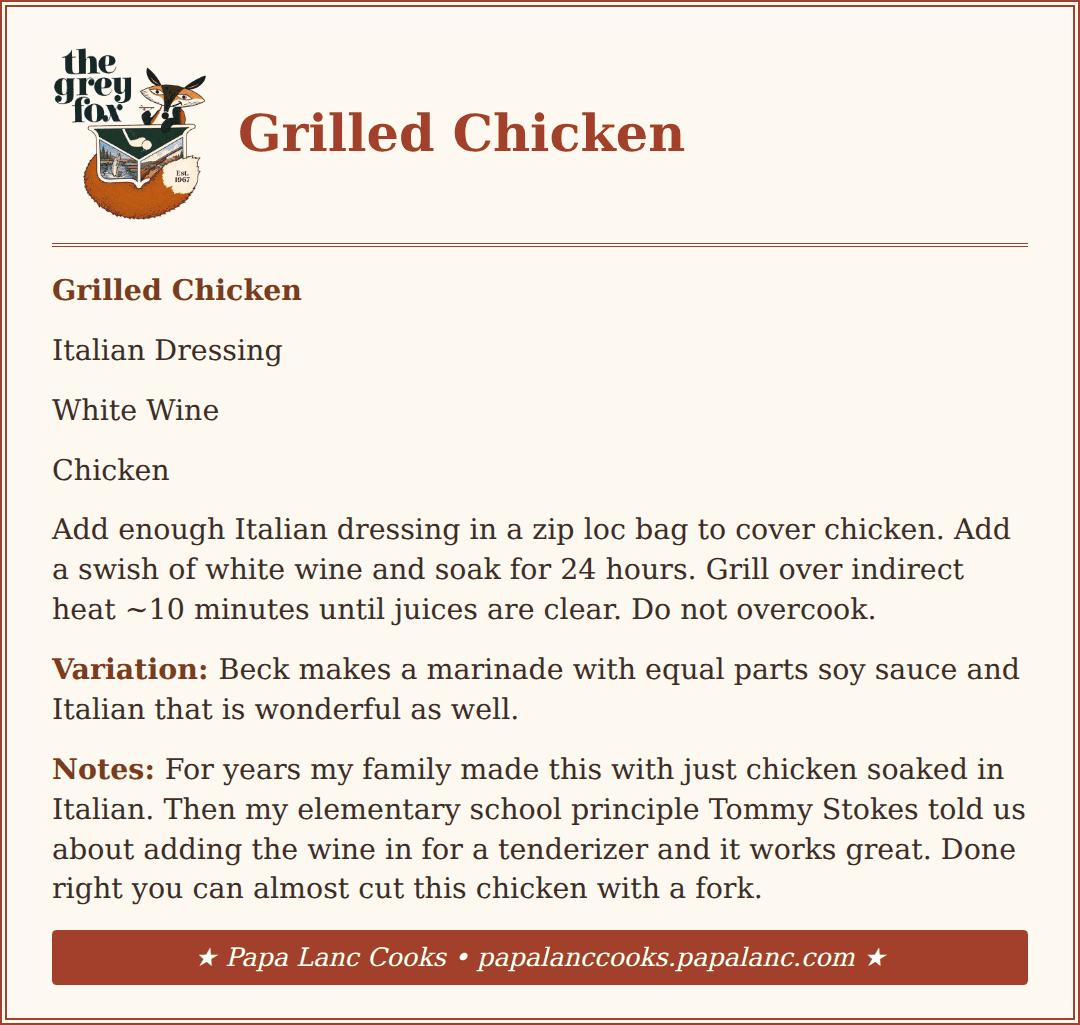 the
grey
fox
Est.
1967
Grilled Chicken
Grilled Chicken
Italian Dressing
White Wine
Chicken
Add enough Italian dressing in a zip loc bag to cover chicken. Add
a swish of white wine and soak for 24 hours. Grill over indirect
heat ~10 minutes until juices are clear. Do not overcook.
Variation: Beck makes a marinade with equal parts soy sauce and
Italian that is wonderful as well.
Notes: For years my family made this with just chicken soaked in
Italian. Then my elementary school principle Tommy Stokes told us
about adding the wine in for a tenderizer and it works great. Done
right you can almost cut this chicken with a fork.
★ Papa Lanc Cooks • papalanccooks.papalanc.com ★